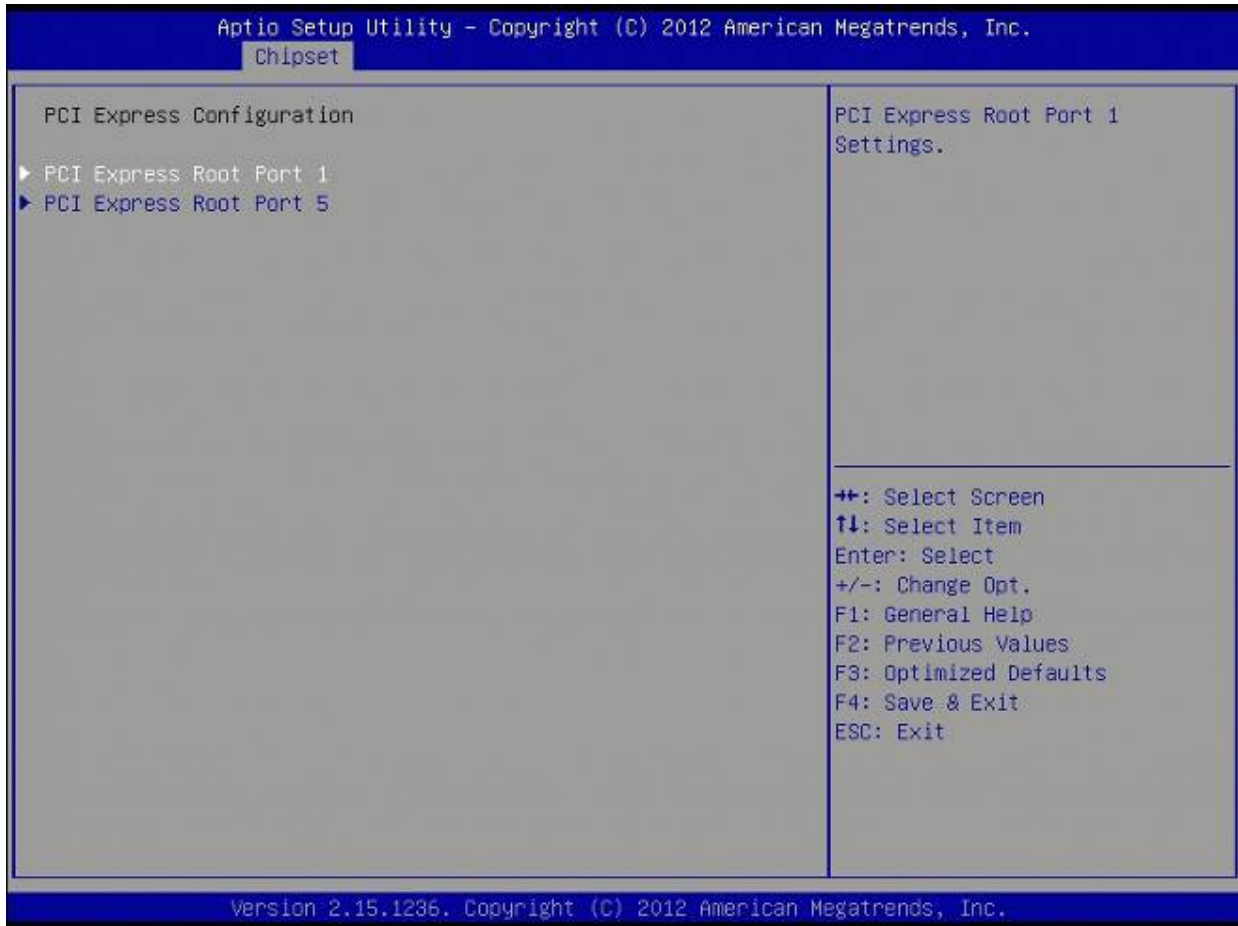 Aptio Setup Utility – Copyright (C) 2012 American Megatrends, Inc.
Chipset
PCI Express Configuration
PCI Express Root Port 1
PCI Express Root Port 5
PCI Express Root Port 1
Settings.
→←: Select Screen
↑↓: Select Item
Enter: Select
+/-: Change Opt.
F1: General Help
F2: Previous Values
F3: Optimized Defaults
F4: Save & Exit
ESC: Exit
Version 2.15.1236. Copyright (C) 2012 American Megatrends, Inc.